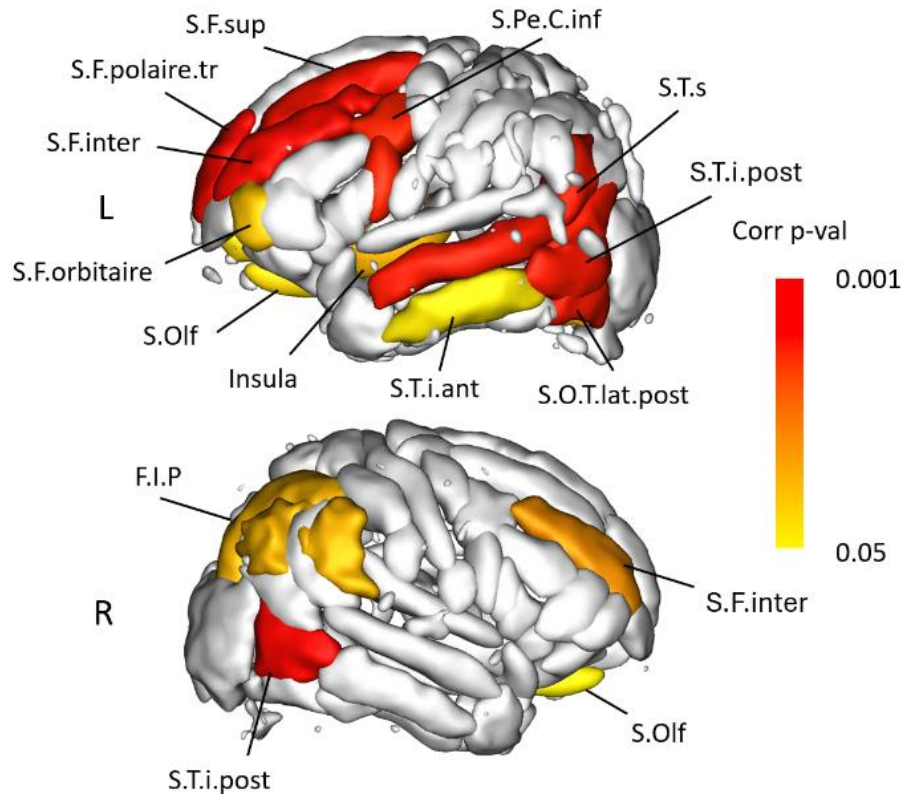 S.F.sup
S.Pe.C.inf
S.F.polaire.tr
S.T.s
S.F.inter
S.T.i.post
L
Corr p-val
S.F.orbitaire
0.001
S.Olf
Insula
S.T.i.ant
S.O.T.lat.post
F.I.P
0.05
R
S.F.inter
S.Olf
S.T.i.post